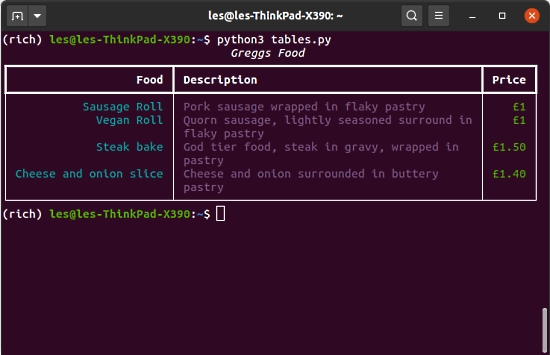 les@les-ThinkPad-X390: ~
(rich) les@les-ThinkPad-X390:~$ python3 tables.py
Greggs Food
Food Description Price
Sausage Roll Pork sausage wrapped in flaky pastry £1
Vegan Roll Quorn sausage, lightly seasoned surround in £1
flaky pastry
Steak bake God tier food, steak in gravy, wrapped in £1.50
pastry
Cheese and onion slice Cheese and onion surrounded in buttery £1.40
pastry
(rich) les@les-ThinkPad-X390:~$